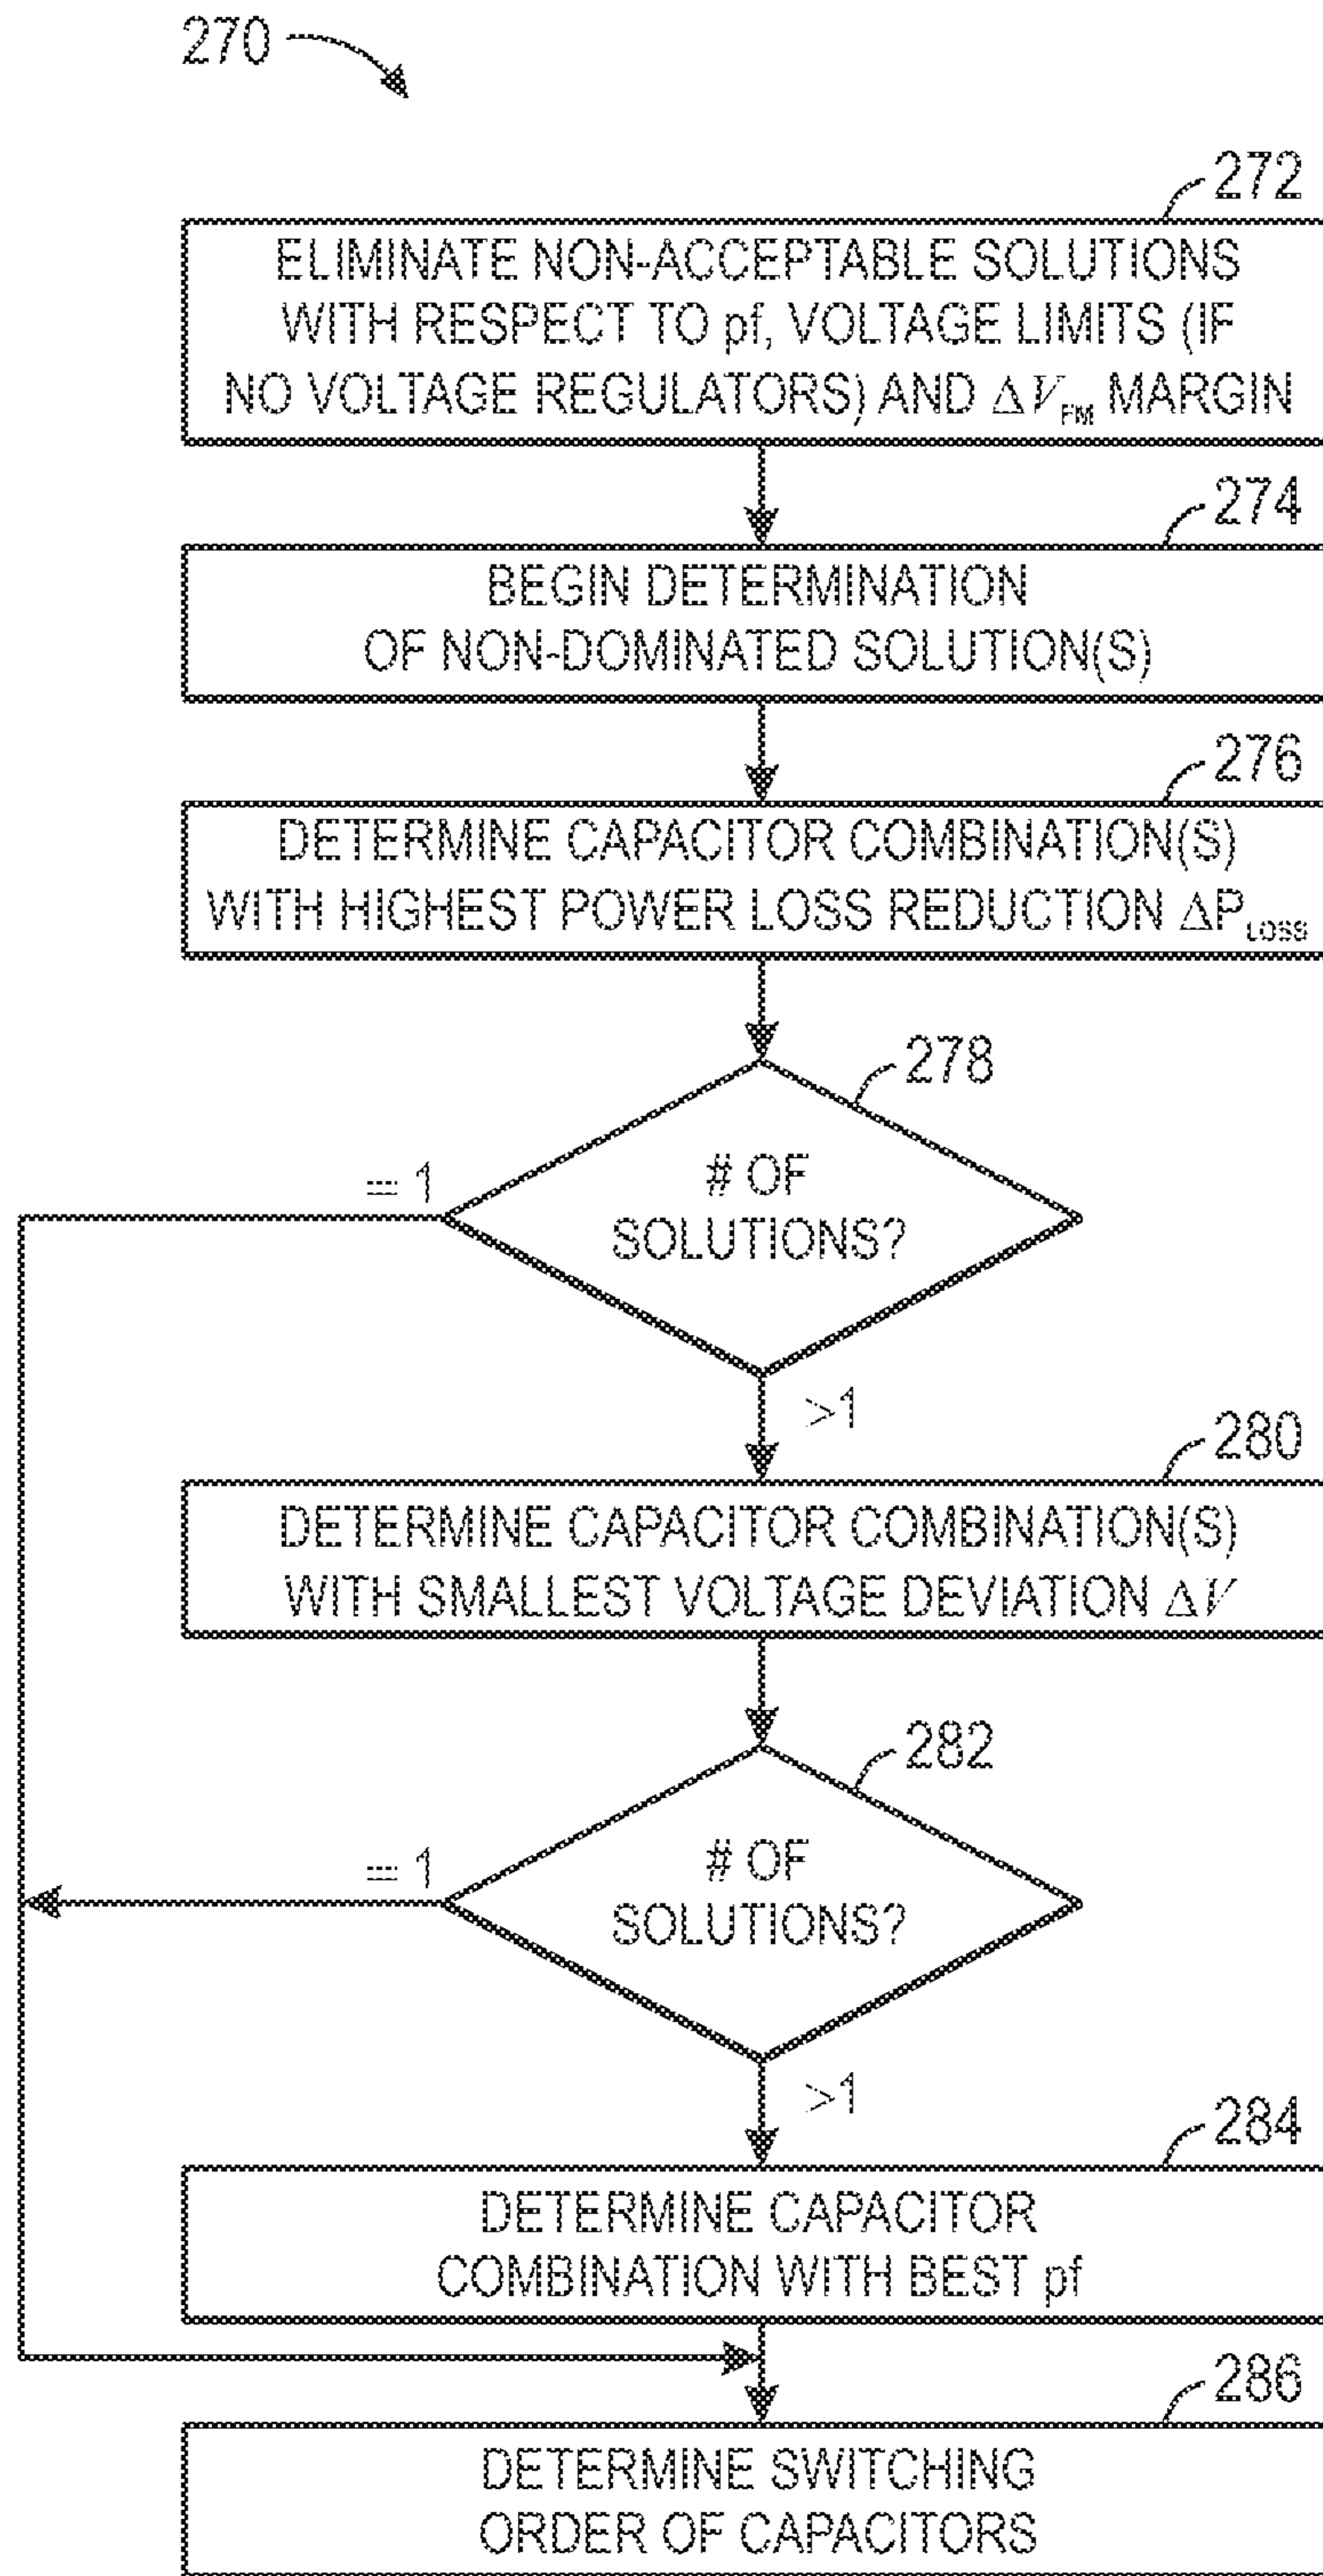 270
272
ELIMINATE NON-ACCEPTABLE SOLUTIONS
WITH RESPECT TO pf, VOLTAGE LIMITS (IF
NO VOLTAGE REGULATORS) AND ΔV_FM MARGIN
274
BEGIN DETERMINATION
OF NON-DOMINATED SOLUTION(S)
276
DETERMINE CAPACITOR COMBINATION(S)
WITH HIGHEST POWER LOSS REDUCTION ΔP_LOSS
278
# OF
SOLUTIONS?
= 1
>1
280
DETERMINE CAPACITOR COMBINATION(S)
WITH SMALLEST VOLTAGE DEVIATION ΔV
282
# OF
SOLUTIONS?
= 1
>1
284
DETERMINE CAPACITOR
COMBINATION WITH BEST pf
286
DETERMINE SWITCHING
ORDER OF CAPACITORS